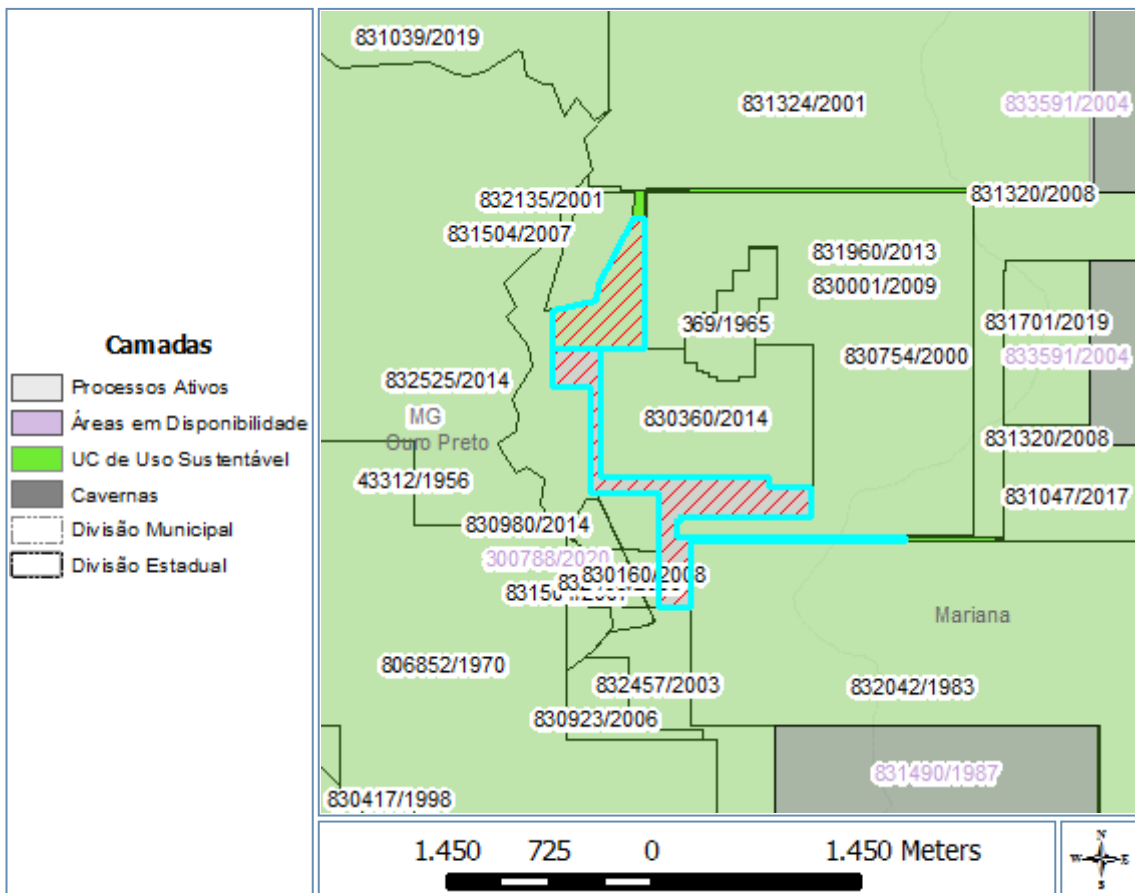 Camadas
Processos Ativos
Áreas em Disponibilidade
UC de Uso Sustentável
Cavernas
Divisão Municipal
Divisão Estadual
831039/2019
831324/2001
833591/2004
832135/2001
831320/2008
831504/2007
831960/2013
830001/2009
369/1965
831701/2019
830754/2000
833591/2004
832525/2014
MG
830360/2014
Ouro Preto
831320/2008
43312/1956
831047/2017
830980/2014
300788/2020
830160/2008
Mariana
806852/1970
832457/2003
832042/1983
830923/2006
831490/1987
830417/1998
1.450 725 0 1.450 Meters
N
W E
S